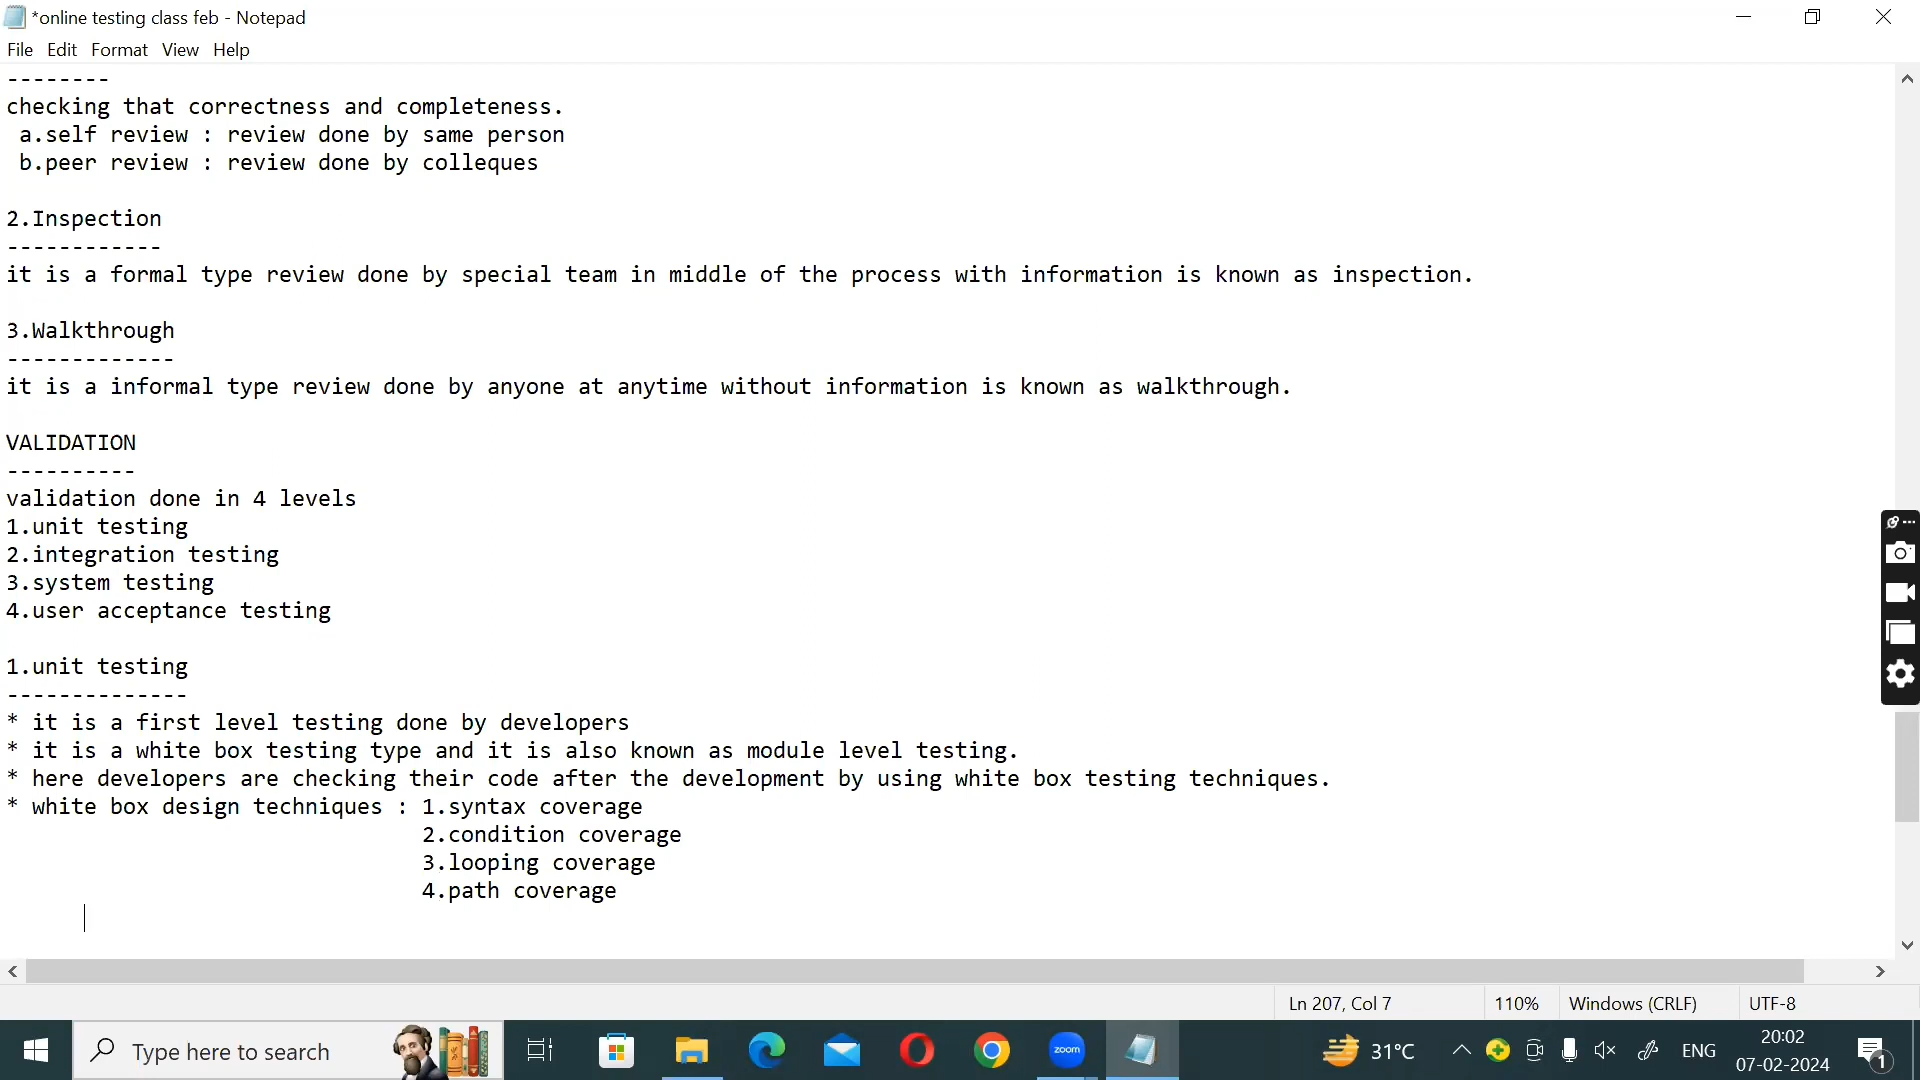 *online testing class feb - Notepad
File Edit Format View Help
--------
checking that correctness and completeness.
a.self review : review done by same person
b.peer review : review done by colleques
2.Inspection
------------
it is a formal type review done by special team in middle of the process with information is known as inspection.
3.Walkthrough
-------------
it is a informal type review done by anyone at anytime without information is known as walkthrough.
VALIDATION
----------
validation done in 4 levels
1.unit testing
2.integration testing
3.system testing
4.user acceptance testing
1.unit testing
--------------
* it is a first level testing done by developers
* it is a white box testing type and it is also known as module level testing.
* here developers are checking their code after the development by using white box testing techniques.
* white box design techniques : 1.syntax coverage
2.condition coverage
3.looping coverage
4.path coverage
Ln 207, Col 7 110% Windows (CRLF) UTF-8
Type here to search zoom 31°C ENG 20:02
07-02-2024 1